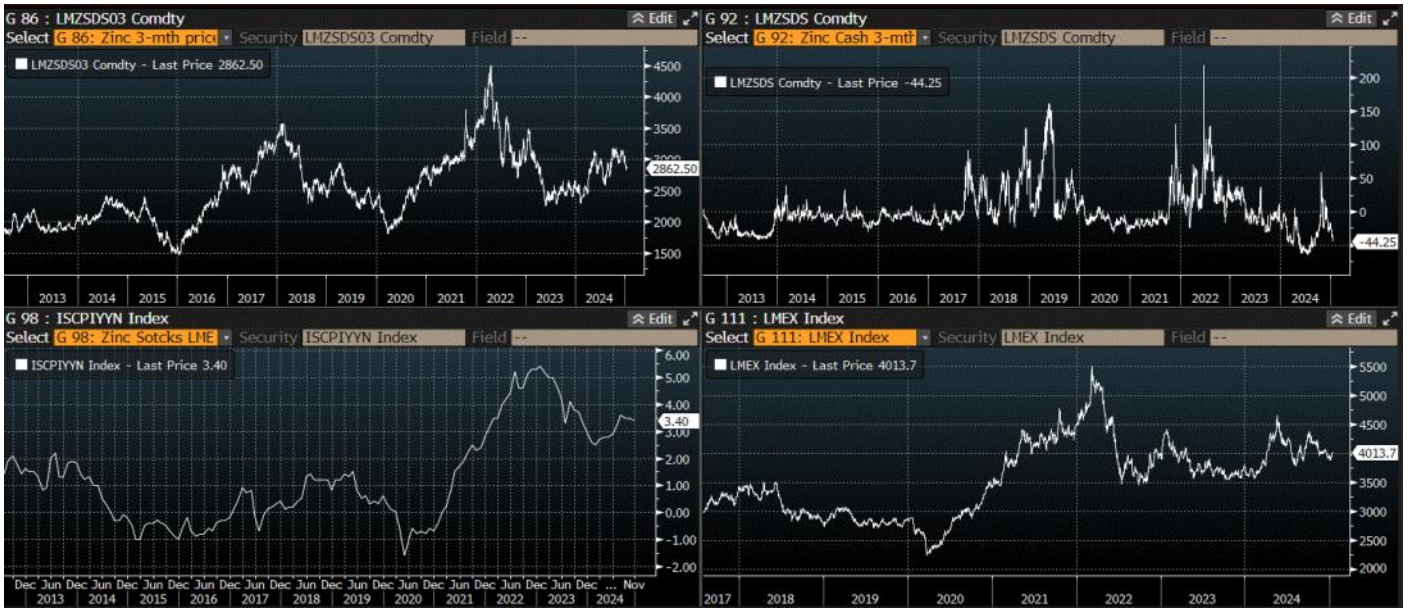 G 86 : LMZSDS03 Comdty
Edit
Select G 86: Zinc 3-mth price Security LMZSDS03 Comdty Field --
LMZSDS03 Comdty - Last Price 2862.50
4500
4000
3500
3000
2862.50
2500
2000
1500
2013 2014 2015 2016 2017 2018 2019 2020 2021 2022 2023 2024
G 92 : LMZSDS Comdty
Edit
Select G 92: Zinc Cash 3-mth Security LMZSDS Comdty Field --
LMZSDS Comdty - Last Price -44.25
200
150
100
50
0
-44.25
2013 2014 2015 2016 2017 2018 2019 2020 2021 2022 2023 2024
G 98 : ISCPIYYN Index
Edit
Select G 98: Zinc Sotcks LME Security ISCPIYYN Index Field --
ISCPIYYN Index - Last Price 3.40
6.00
5.00
4.00
3.40
3.00
2.00
1.00
0.00
-1.00
-2.00
Dec Jun Dec Jun Dec Jun Dec Jun Dec Jun Dec Jun Dec Jun Dec Jun Dec Jun Dec Jun Dec Jun Dec ... Nov
2013 2014 2015 2016 2017 2018 2019 2020 2021 2022 2023 2024
G 111 : LMEX Index
Edit
Select G 111: LMEX Index Security LMEX Index Field --
LMEX Index - Last Price 4013.7
5500
5000
4500
4013.7
3500
3000
2500
2000
2017 2018 2019 2020 2021 2022 2023 2024